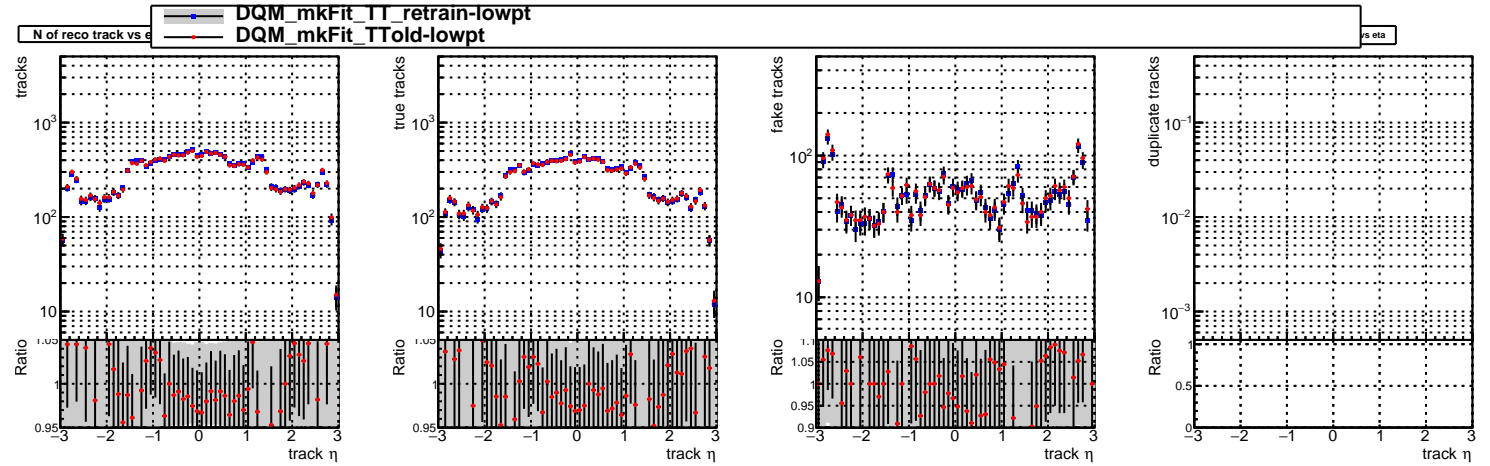 DQM_mkFit_TT_retrain-lowpt
DQM_mkFit_TTold-lowpt
N of reco track vs e
vs eta
tracks
10³
10²
10
Ratio
1.05
1
0.95
−3 −2 −1 0 1 2 3
track η
true tracks
10³
10²
10
Ratio
1.05
1
0.95
−3 −2 −1 0 1 2 3
track η
fake tracks
10²
10
Ratio
1.1
1.05
1
0.95
0.9
−3 −2 −1 0 1 2 3
track η
duplicate tracks
10⁻¹
10⁻²
10⁻³
Ratio
1
0.5
0
−3 −2 −1 0 1 2 3
track η